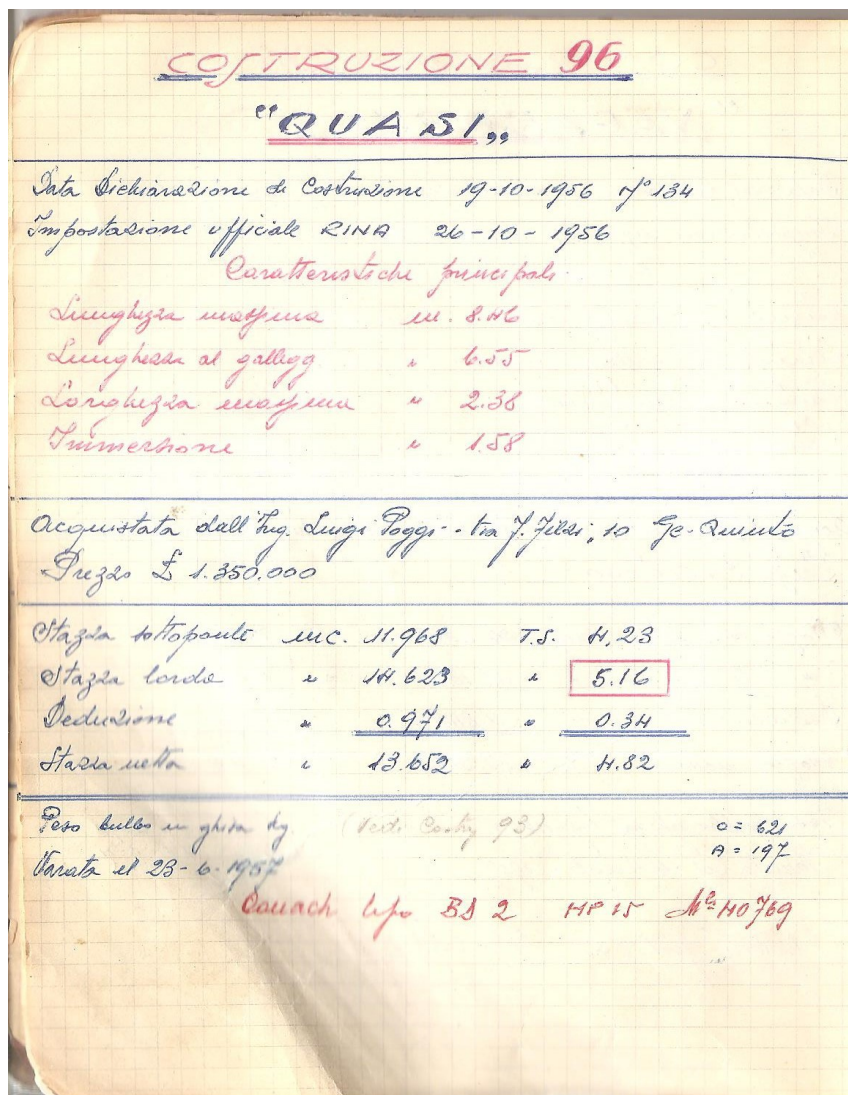 COSTRUZIONE 96
"QUASI„
Data Dichiarazione di Costruzione 19-10-1956 N° 134
Impostazione ufficiale RINA 26-10-1956
Caratteristiche principali
Lunghezza massima m. 8.46
Lunghezza al gallegg " 6.55
Larghezza massima " 2.38
Immersione " 1.58
Acquistata dall'Ing. Luigi Poggi - Via F. Filzi, 10 Ge-Quinto
Prezzo £ 1.350.000
Stazza sottoponte mc. 11.968 T.S. 4,23
Stazza lorda " 14.623 " 5.16
Deduzione " 0.971 " 0.34
Stazza netta " 13.652 " 4.82
Peso bulbo in ghisa kg (Vedi Costruz 93) O = 621
A = 197
Varata il 23-6-1957
Couach tipo BD 2 HP 15 N° 40769